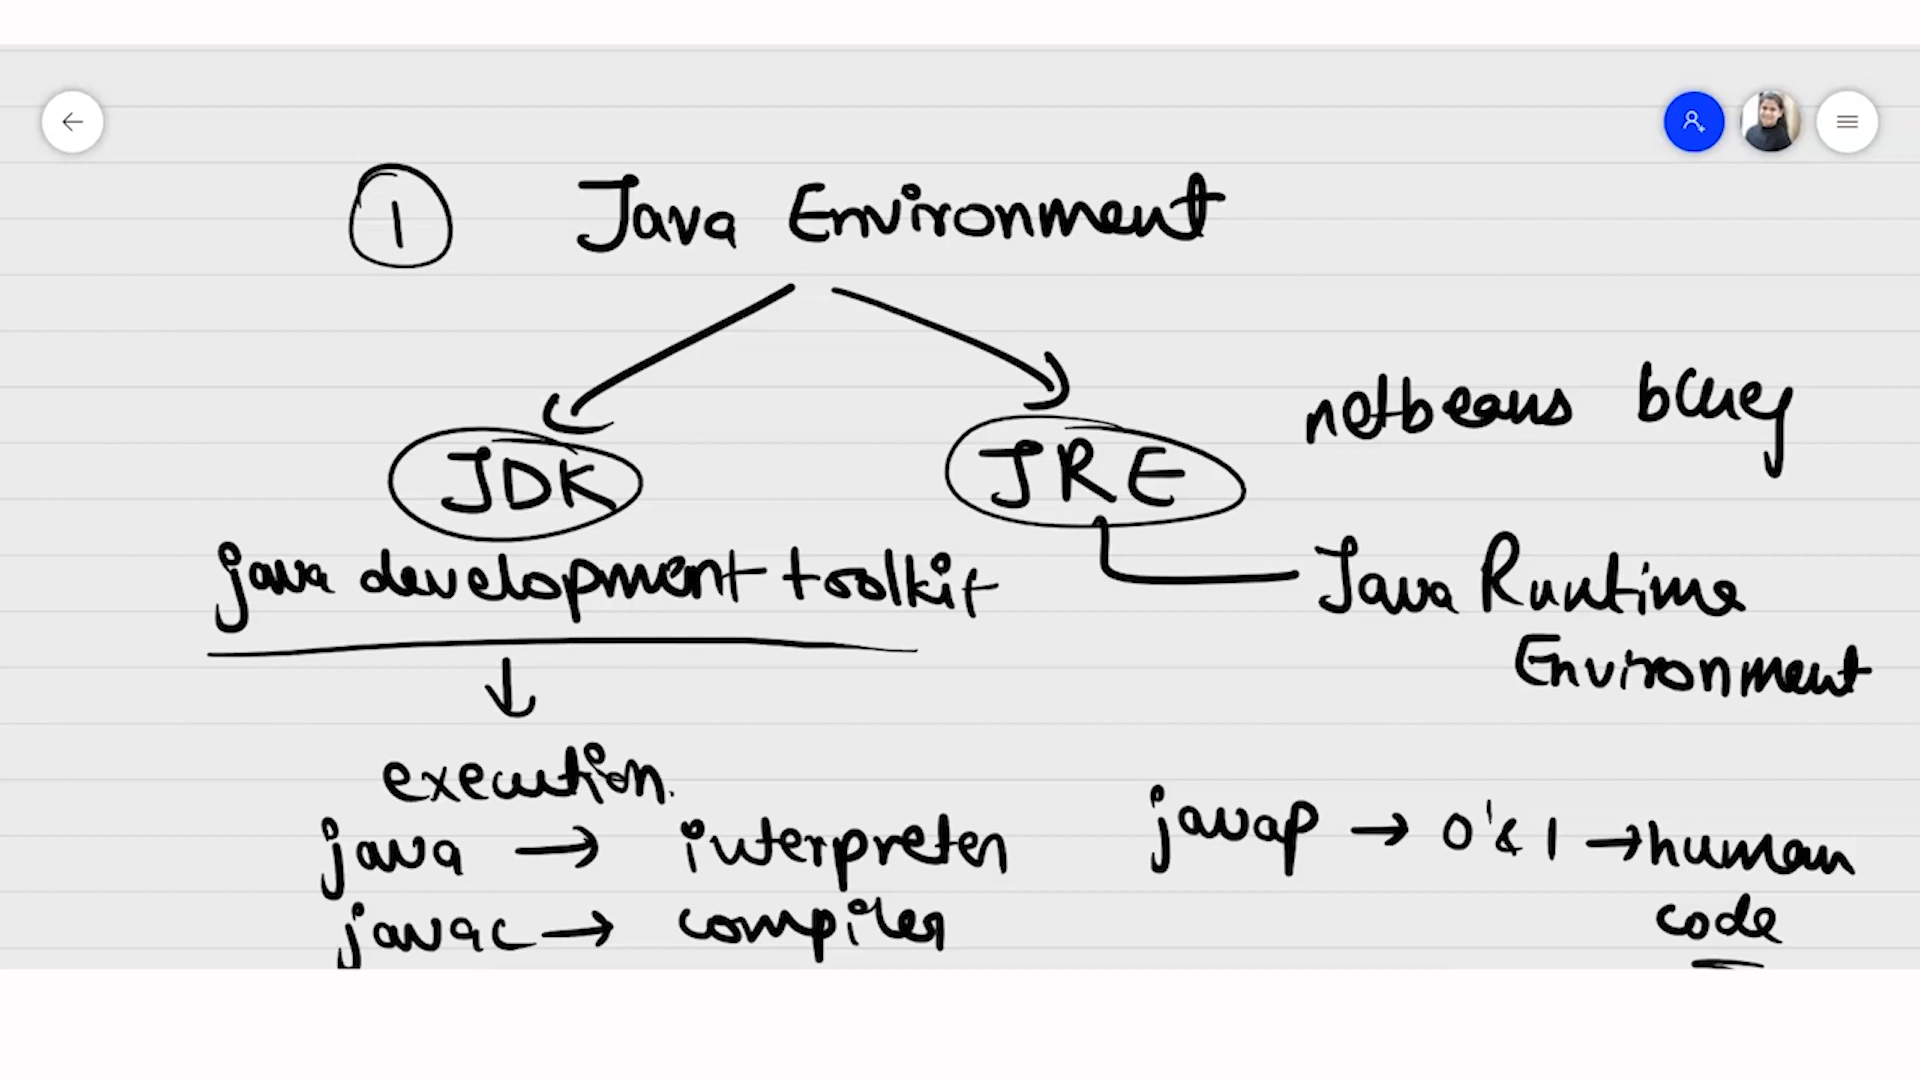 1 Java Environment
netbeans bluej
JDK JRE
java development toolkit
Java Runtime
Environment
execution.
java → interpreter
javap → 0's & 1 → human
code
javac → compiler